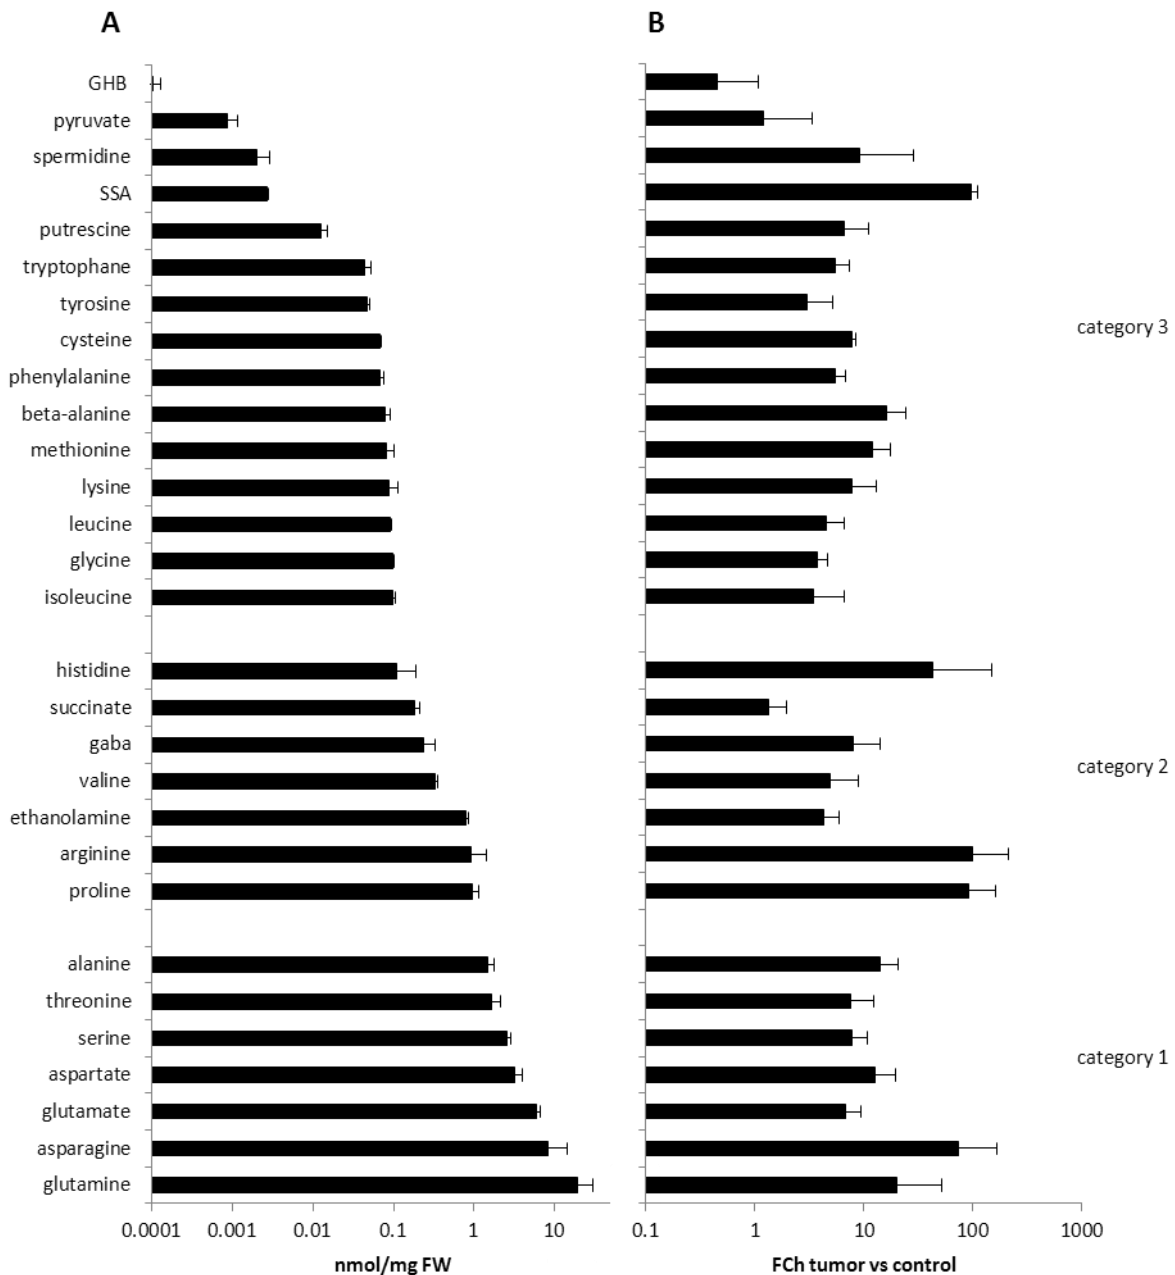 A
B
GHB
pyruvate
spermidine
SSA
putrescine
tryptophane
tyrosine
cysteine
category 3
phenylalanine
beta-alanine
methionine
lysine
leucine
glycine
isoleucine
histidine
succinate
gaba
category 2
valine
ethanolamine
arginine
proline
alanine
threonine
serine
category 1
aspartate
glutamate
asparagine
glutamine
0.0001 0.001 0.01 0.1 1 10
0.1 1 10 100 1000
nmol/mg FW
FCh tumor vs control